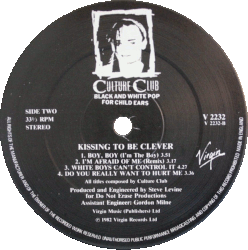 CULTURE CLUB
BLACK AND WHITE POP
FOR CHILD EARS
SIDE TWO
33⅓ RPM
STEREO
V 2232
V 2232-B
KISSING TO BE CLEVER
1. BOY, BOY (I'm The Boy) 3.51
2. I'M AFRAID OF ME (Remix) 3.17
3. WHITE BOYS CAN'T CONTROL IT 4.27
4. DO YOU REALLY WANT TO HURT ME 3.36
All titles composed by Culture Club
Produced and Engineered by Steve Levine
for Do Not Erase Productions
Assistant Engineer: Gordon Milne
Virgin Music (Publishers) Ltd
℗ 1982 Virgin Records Ltd
Virgin